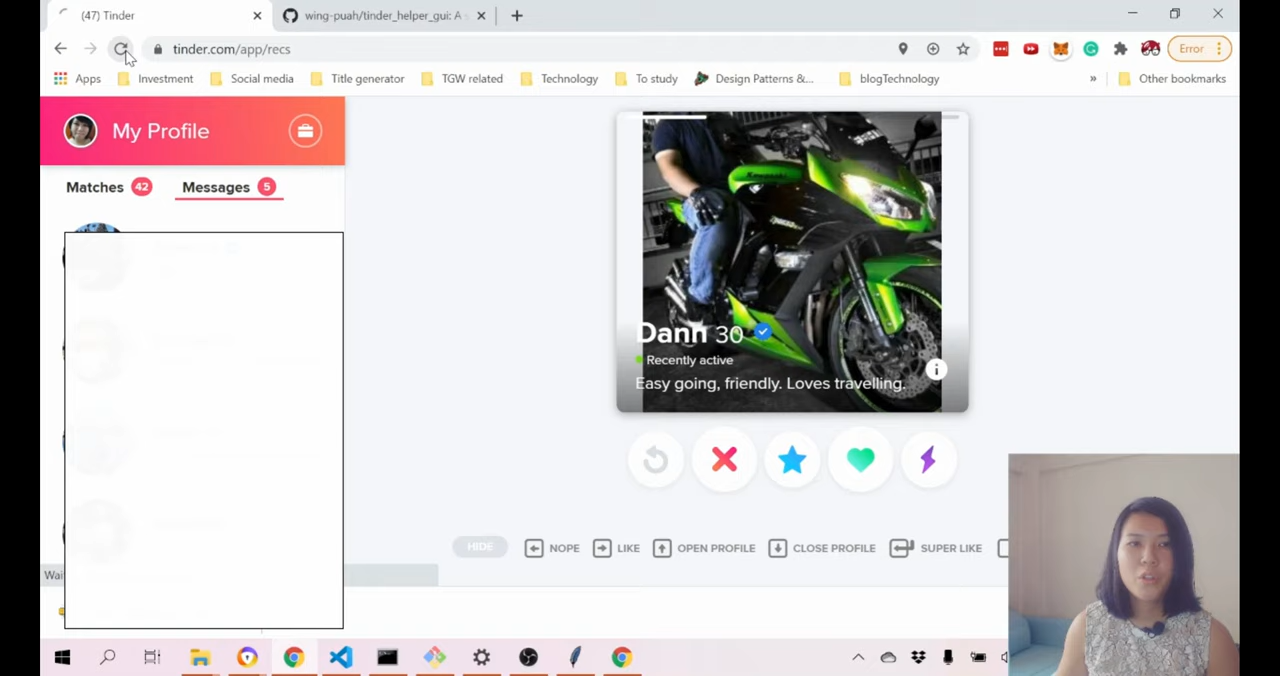 (47) Tinder
wing-puah/tinder_helper_gui: A s
tinder.com/app/recs
Error
Apps
Investment
Social media
Title generator
TGW related
Technology
To study
Design Patterns &...
blogTechnology
»
Other bookmarks
My Profile
Matches 42
Messages 5
Dann 30
Recently active
Easy going, friendly. Loves travelling.
HIDE
NOPE
LIKE
OPEN PROFILE
CLOSE PROFILE
SUPER LIKE
Wai